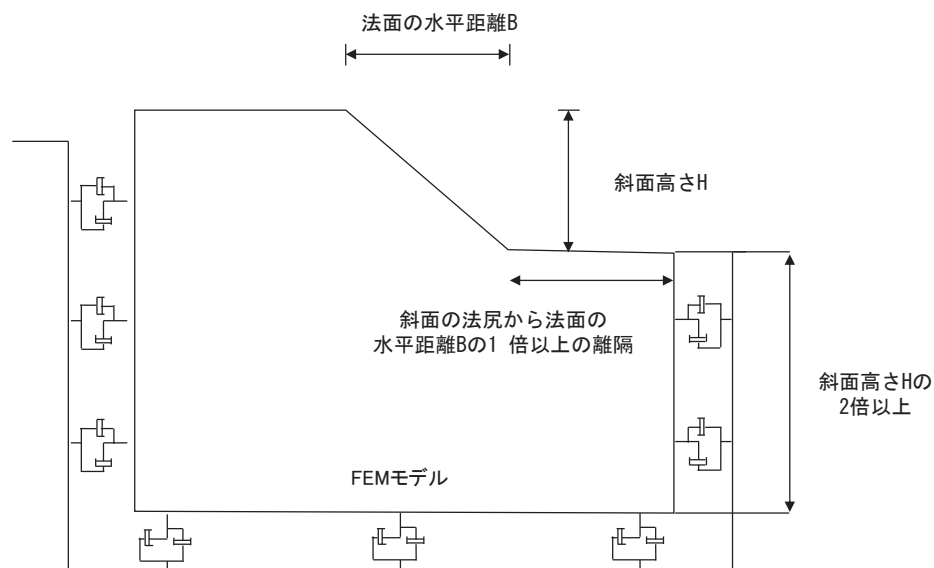 法面の水平距離B
斜面高さH
斜面の法尻から法面の
水平距離Bの1 倍以上の離隔
斜面高さHの
2倍以上
FEMモデル